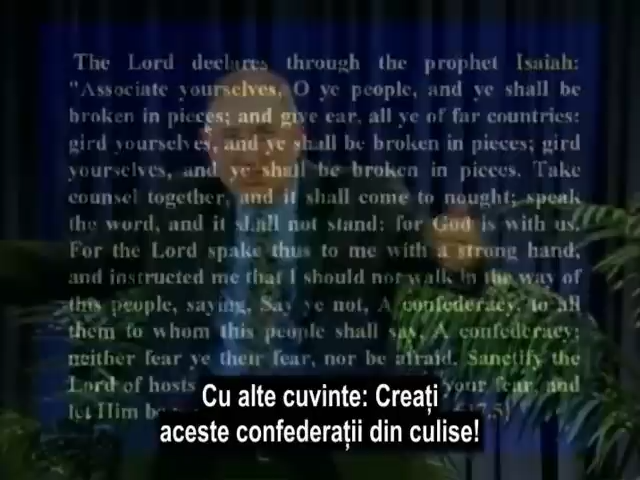 The Lord declares through the prophet Isaiah:
"Associate yourselves, O ye people, and ye shall be
broken in pieces; and give ear, all ye of far countries:
gird yourselves, and ye shall be broken in pieces; gird
yourselves, and ye shall be broken in pieces. Take
counsel together, and it shall come to nought; speak
the word, and it shall not stand: for God is with us.
For the Lord spake thus to me with a strong hand,
and instructed me that I should not walk in the way of
this people, saying, Say ye not, A confederacy, to all
them to whom this people shall say, A confederacy;
neither fear ye their fear, nor be afraid. Sanctify the
Lord of hosts your fear, and
let Him
Cu alte cuvinte: Creați
aceste confederații din culise!